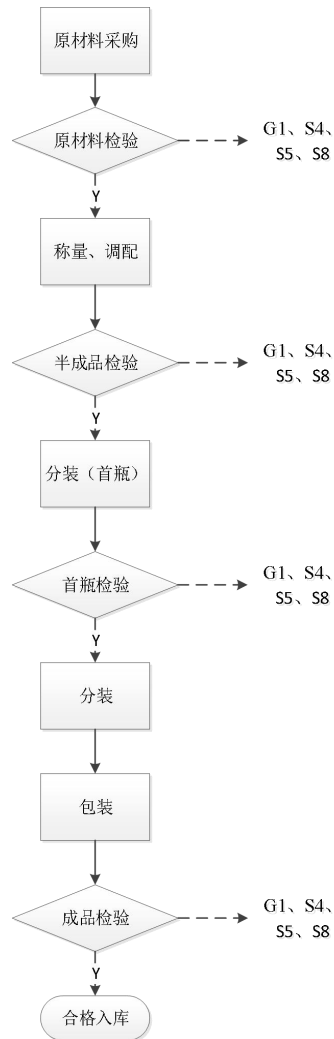 原材料采购
原材料检验
G1、S4、
S5、S8
Y
称量、调配
半成品检验
G1、S4、
S5、S8
Y
分装（首瓶）
首瓶检验
G1、S4、
S5、S8
Y
分装
包装
成品检验
G1、S4、
S5、S8
Y
合格入库